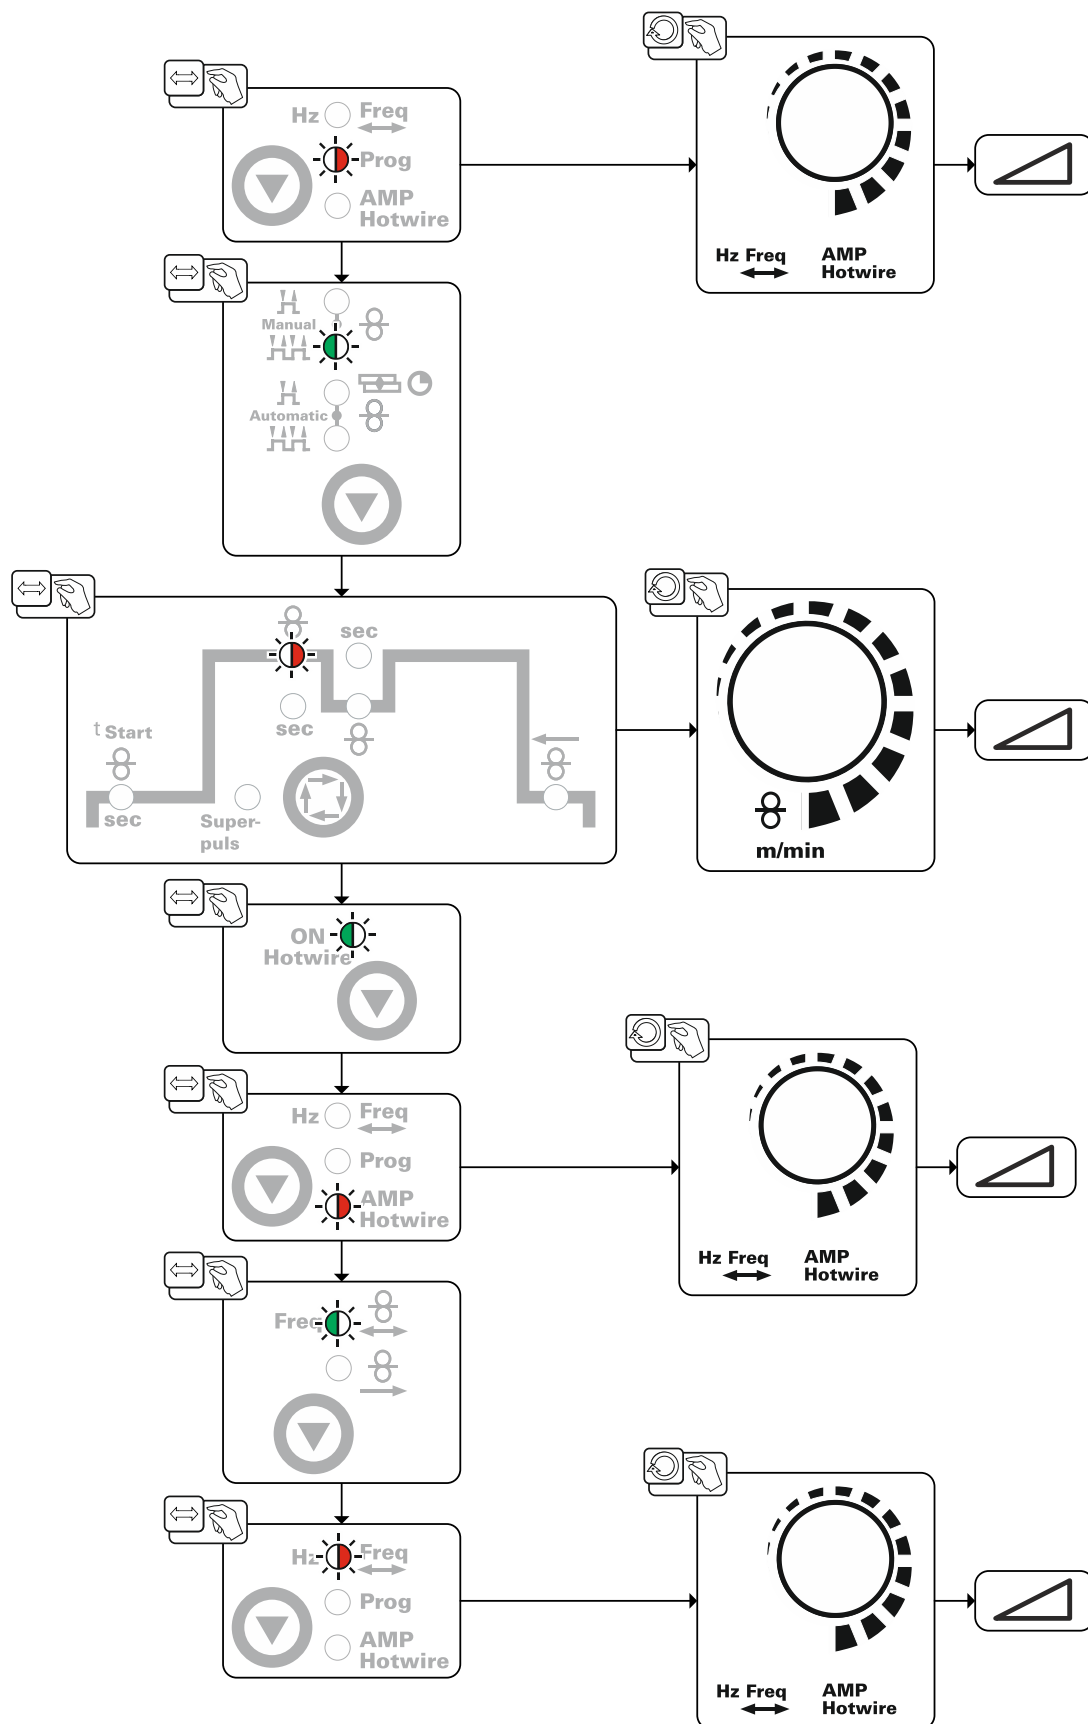 Hz Freq
Prog
AMP
Hotwire
Hz Freq
AMP
Hotwire
Manual
Automatic
sec
sec
t Start
sec
Super-
puls
m/min
ON
Hotwire
Hz Freq
Prog
AMP
Hotwire
Hz Freq
AMP
Hotwire
Freq
Hz Freq
Prog
AMP
Hotwire
Hz Freq
AMP
Hotwire